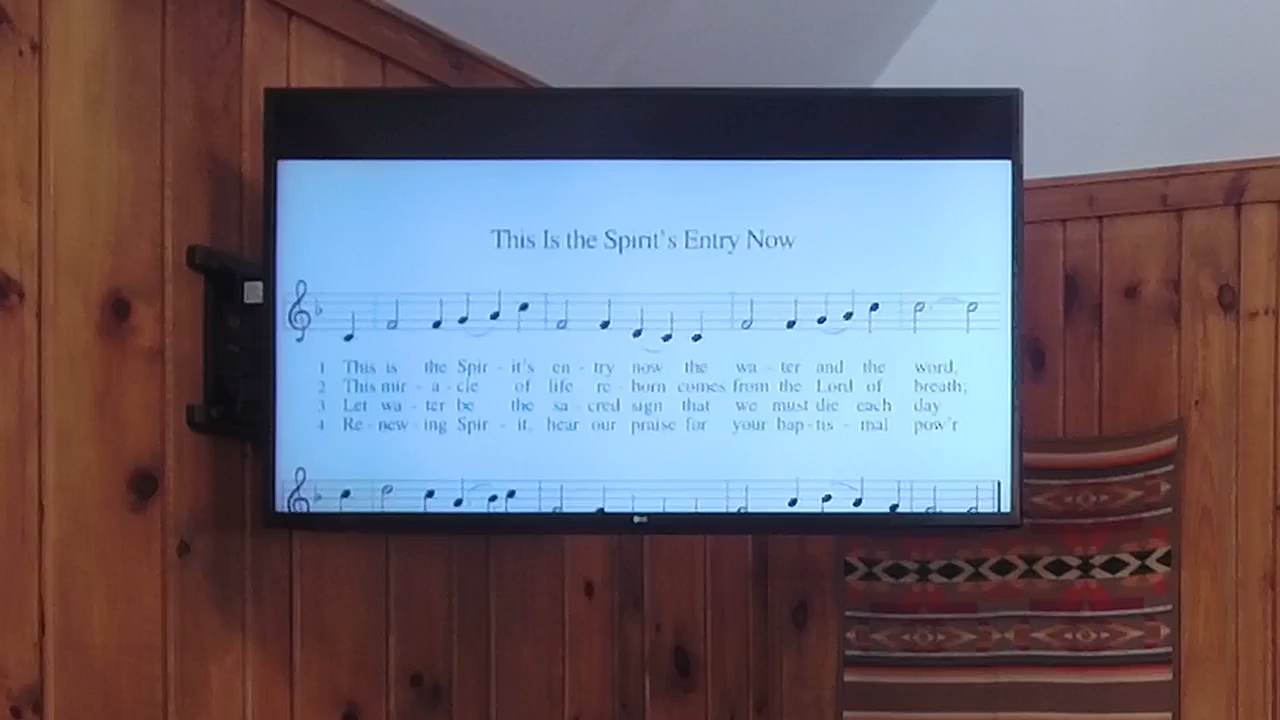 This Is the Spirit's Entry Now
1 This is the Spir - it's en - try now the wa - ter and the word,
2 This mir - a - cle of life re - born comes from the Lord of breath;
3 Let wa - ter be the sa - cred sign that we must die each day
4 Re - new - ing Spir - it, hear our praise for your bap - tis - mal pow'r